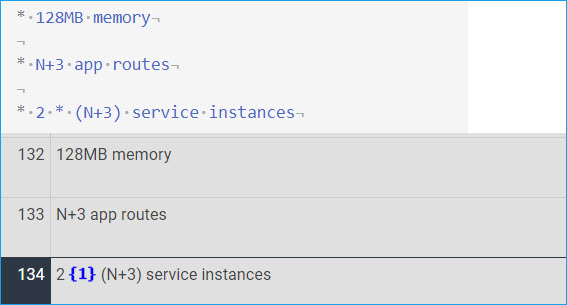 *·128MB·memory¬
¬
*·N+3·app·routes¬
¬
*·2·*·(N+3)·service·instances¬
132 128MB memory
133 N+3 app routes
134 2 {1} (N+3) service instances